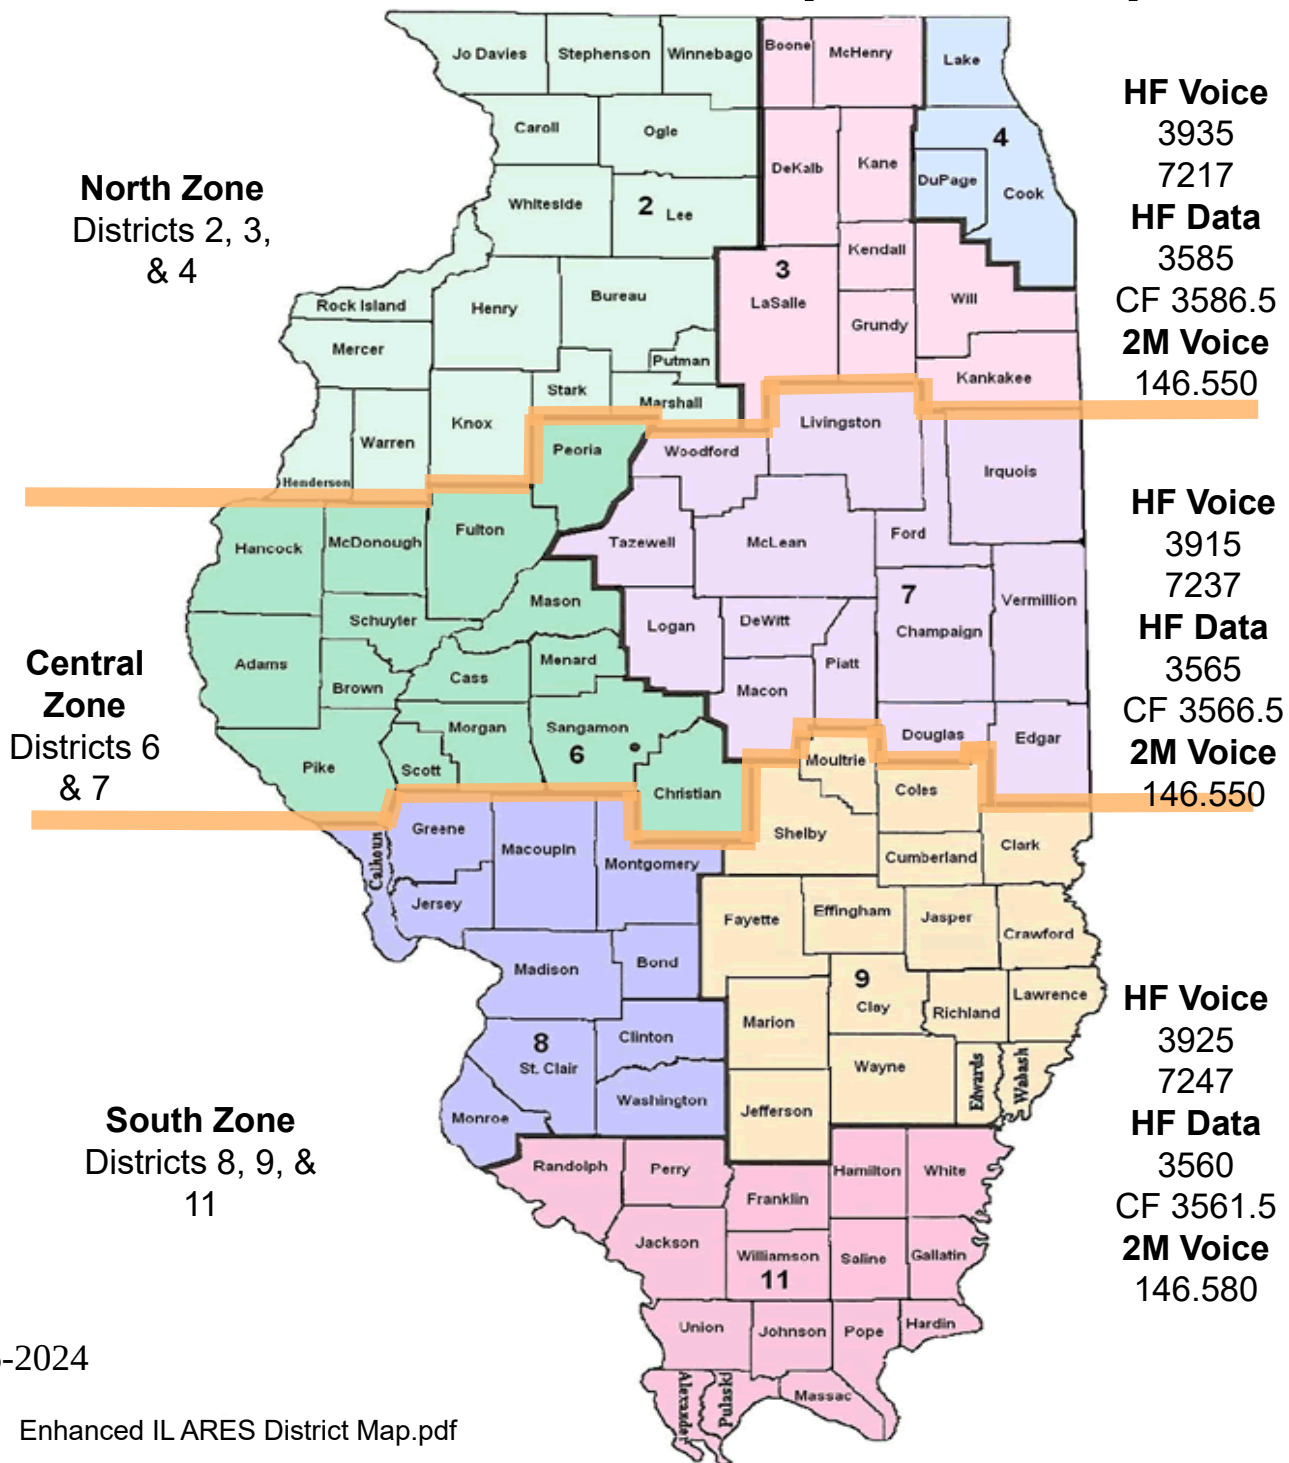 Jo Davies
Stephenson
Winnebago
Boone
McHenry
Lake
Caroll
Ogle
DeKalb
Kane
4
DuPage
Cook
Whiteside
2 Lee
Kendall
3
LaSalle
Will
Rock Island
Henry
Bureau
Grundy
Mercer
Putman
Kankakee
Stark
Marshall
Knox
Warren
Henderson
North Zone
Districts 2, 3,
& 4
HF Voice
3935
7217
HF Data
3585
CF 3586.5
2M Voice
146.550
Peoria
Woodford
Livingston
Irquois
Hancock
McDonough
Fulton
Tazewell
McLean
Ford
Mason
7
Vermillion
Schuyler
Logan
DeWitt
Champaign
Adams
Menard
Cass
Piatt
Brown
Macon
Morgan
Sangamon
6
Douglas
Edgar
Pike
Scott
Christian
Central
Zone
Districts 6
& 7
HF Voice
3915
7237
HF Data
3565
CF 3566.5
2M Voice
146.550
Moultrie
Coles
Greene
Calhoun
Macoupin
Montgomery
Shelby
Cumberland
Clark
Jersey
Fayette
Effingham
Jasper
Crawford
Madison
Bond
9
Clay
Lawrence
Marion
Richland
8
St. Clair
Clinton
Wayne
Edwards
Wabash
Washington
Jefferson
Monroe
Randolph
Perry
Hamilton
White
Franklin
Jackson
Williamson
11
Saline
Gallatin
Union
Johnson
Pope
Hardin
Alexander
Pulaski
Massac
South Zone
Districts 8, 9, &
11
HF Voice
3925
7247
HF Data
3560
CF 3561.5
2M Voice
146.580
-2024
Enhanced IL ARES District Map.pdf